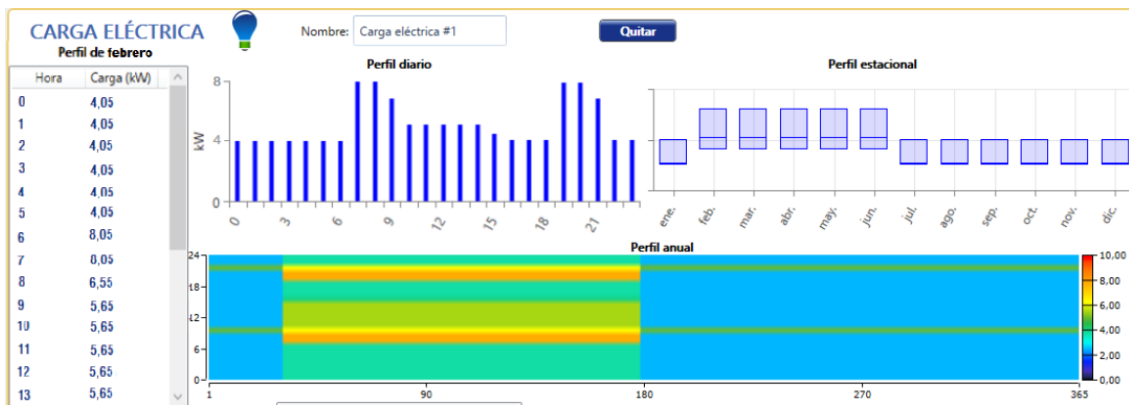 CARGA ELÉCTRICA
Nombre: Carga eléctrica #1
Quitar
Perfil de febrero
Hora Carga (kW)
0 4,05
1 4,05
2 4,05
3 4,05
4 4,05
5 4,05
6 8,05
7 8,05
8 6,55
9 5,65
10 5,65
11 5,65
12 5,65
13 5,65
Perfil diario
kW
8
4
0
0 3 6 9 12 15 18 21
Perfil estacional
4
ene. feb. mar. abr. may. jun. jul. ago. sep. oct. nov. dic.
Perfil anual
24
18
12
6
0
1 90 180 270 365
10,00
8,00
6,00
4,00
2,00
0,00